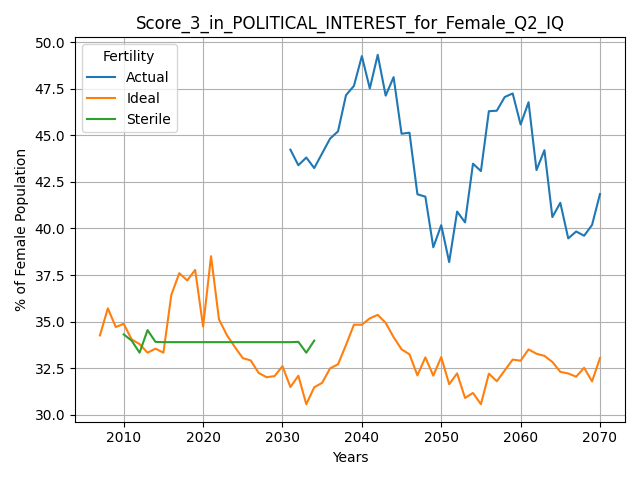 Score_3_in_POLITICAL_INTEREST_for_Female_Q2_IQ
50.0
47.5
45.0
42.5
40.0
37.5
35.0
32.5
30.0
% of Female Population
Fertility
Actual
Ideal
Sterile
2010 2020 2030 2040 2050 2060 2070
Years